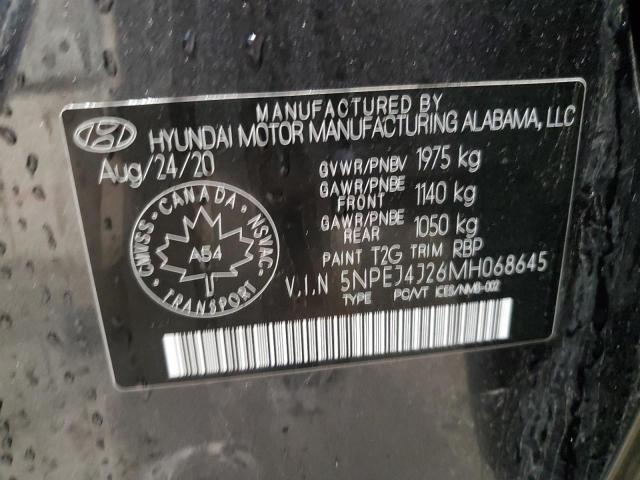 MANUFACTURED BY
HYUNDAI MOTOR MANUFACTURING ALABAMA, LLC
Aug/24/20
GVWR/PNBV 1975 kg
GAWR/PNBE FRONT 1140 kg
GAWR/PNBE REAR 1050 kg
PAINT T2G TRIM RBP
V.I.N 5NPEJ4J26MH068645
TYPE PC/VT ICES/NMB-002
CMVSS · CANADA · NSVAC · TRANSPORT ·
A54